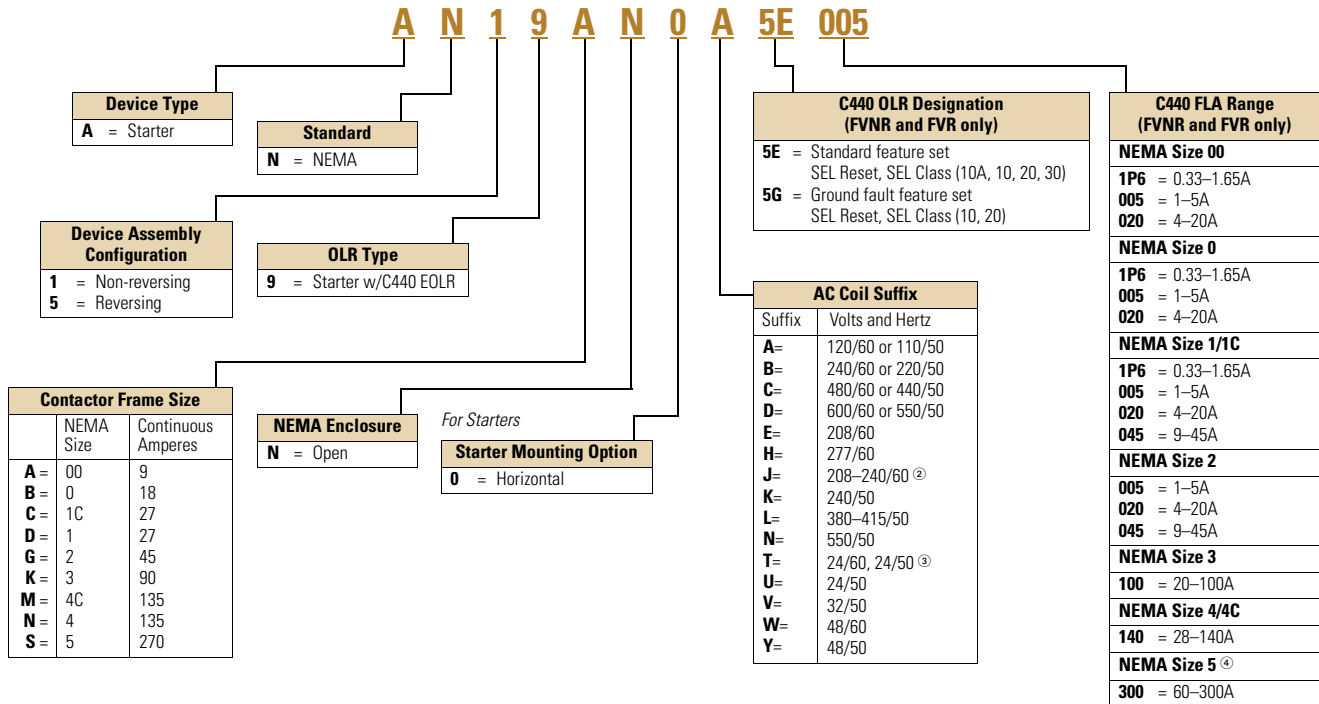 A N 1 9 A N 0 A 5E 005
Device Type
A = Starter
Standard
N = NEMA
Device Assembly
Configuration
1 = Non-reversing
5 = Reversing
OLR Type
9 = Starter w/C440 EOLR
Contactor Frame Size
NEMA Size Continuous Amperes
A = 00 9
B = 0 18
C = 1C 27
D = 1 27
G = 2 45
K = 3 90
M = 4C 135
N = 4 135
S = 5 270
NEMA Enclosure
N = Open
For Starters
Starter Mounting Option
0 = Horizontal
C440 OLR Designation
(FVNR and FVR only)
5E = Standard feature set
SEL Reset, SEL Class (10A, 10, 20, 30)
5G = Ground fault feature set
SEL Reset, SEL Class (10, 20)
AC Coil Suffix
Suffix Volts and Hertz
A= 120/60 or 110/50
B= 240/60 or 220/50
C= 480/60 or 440/50
D= 600/60 or 550/50
E= 208/60
H= 277/60
J= 208–240/60 ②
K= 240/50
L= 380–415/50
N= 550/50
T= 24/60, 24/50 ③
U= 24/50
V= 32/50
W= 48/60
Y= 48/50
C440 FLA Range
(FVNR and FVR only)
NEMA Size 00
1P6 = 0.33–1.65A
005 = 1–5A
020 = 4–20A
NEMA Size 0
1P6 = 0.33–1.65A
005 = 1–5A
020 = 4–20A
NEMA Size 1/1C
1P6 = 0.33–1.65A
005 = 1–5A
020 = 4–20A
045 = 9–45A
NEMA Size 2
005 = 1–5A
020 = 4–20A
045 = 9–45A
NEMA Size 3
100 = 20–100A
NEMA Size 4/4C
140 = 28–140A
NEMA Size 5 ④
300 = 60–300A